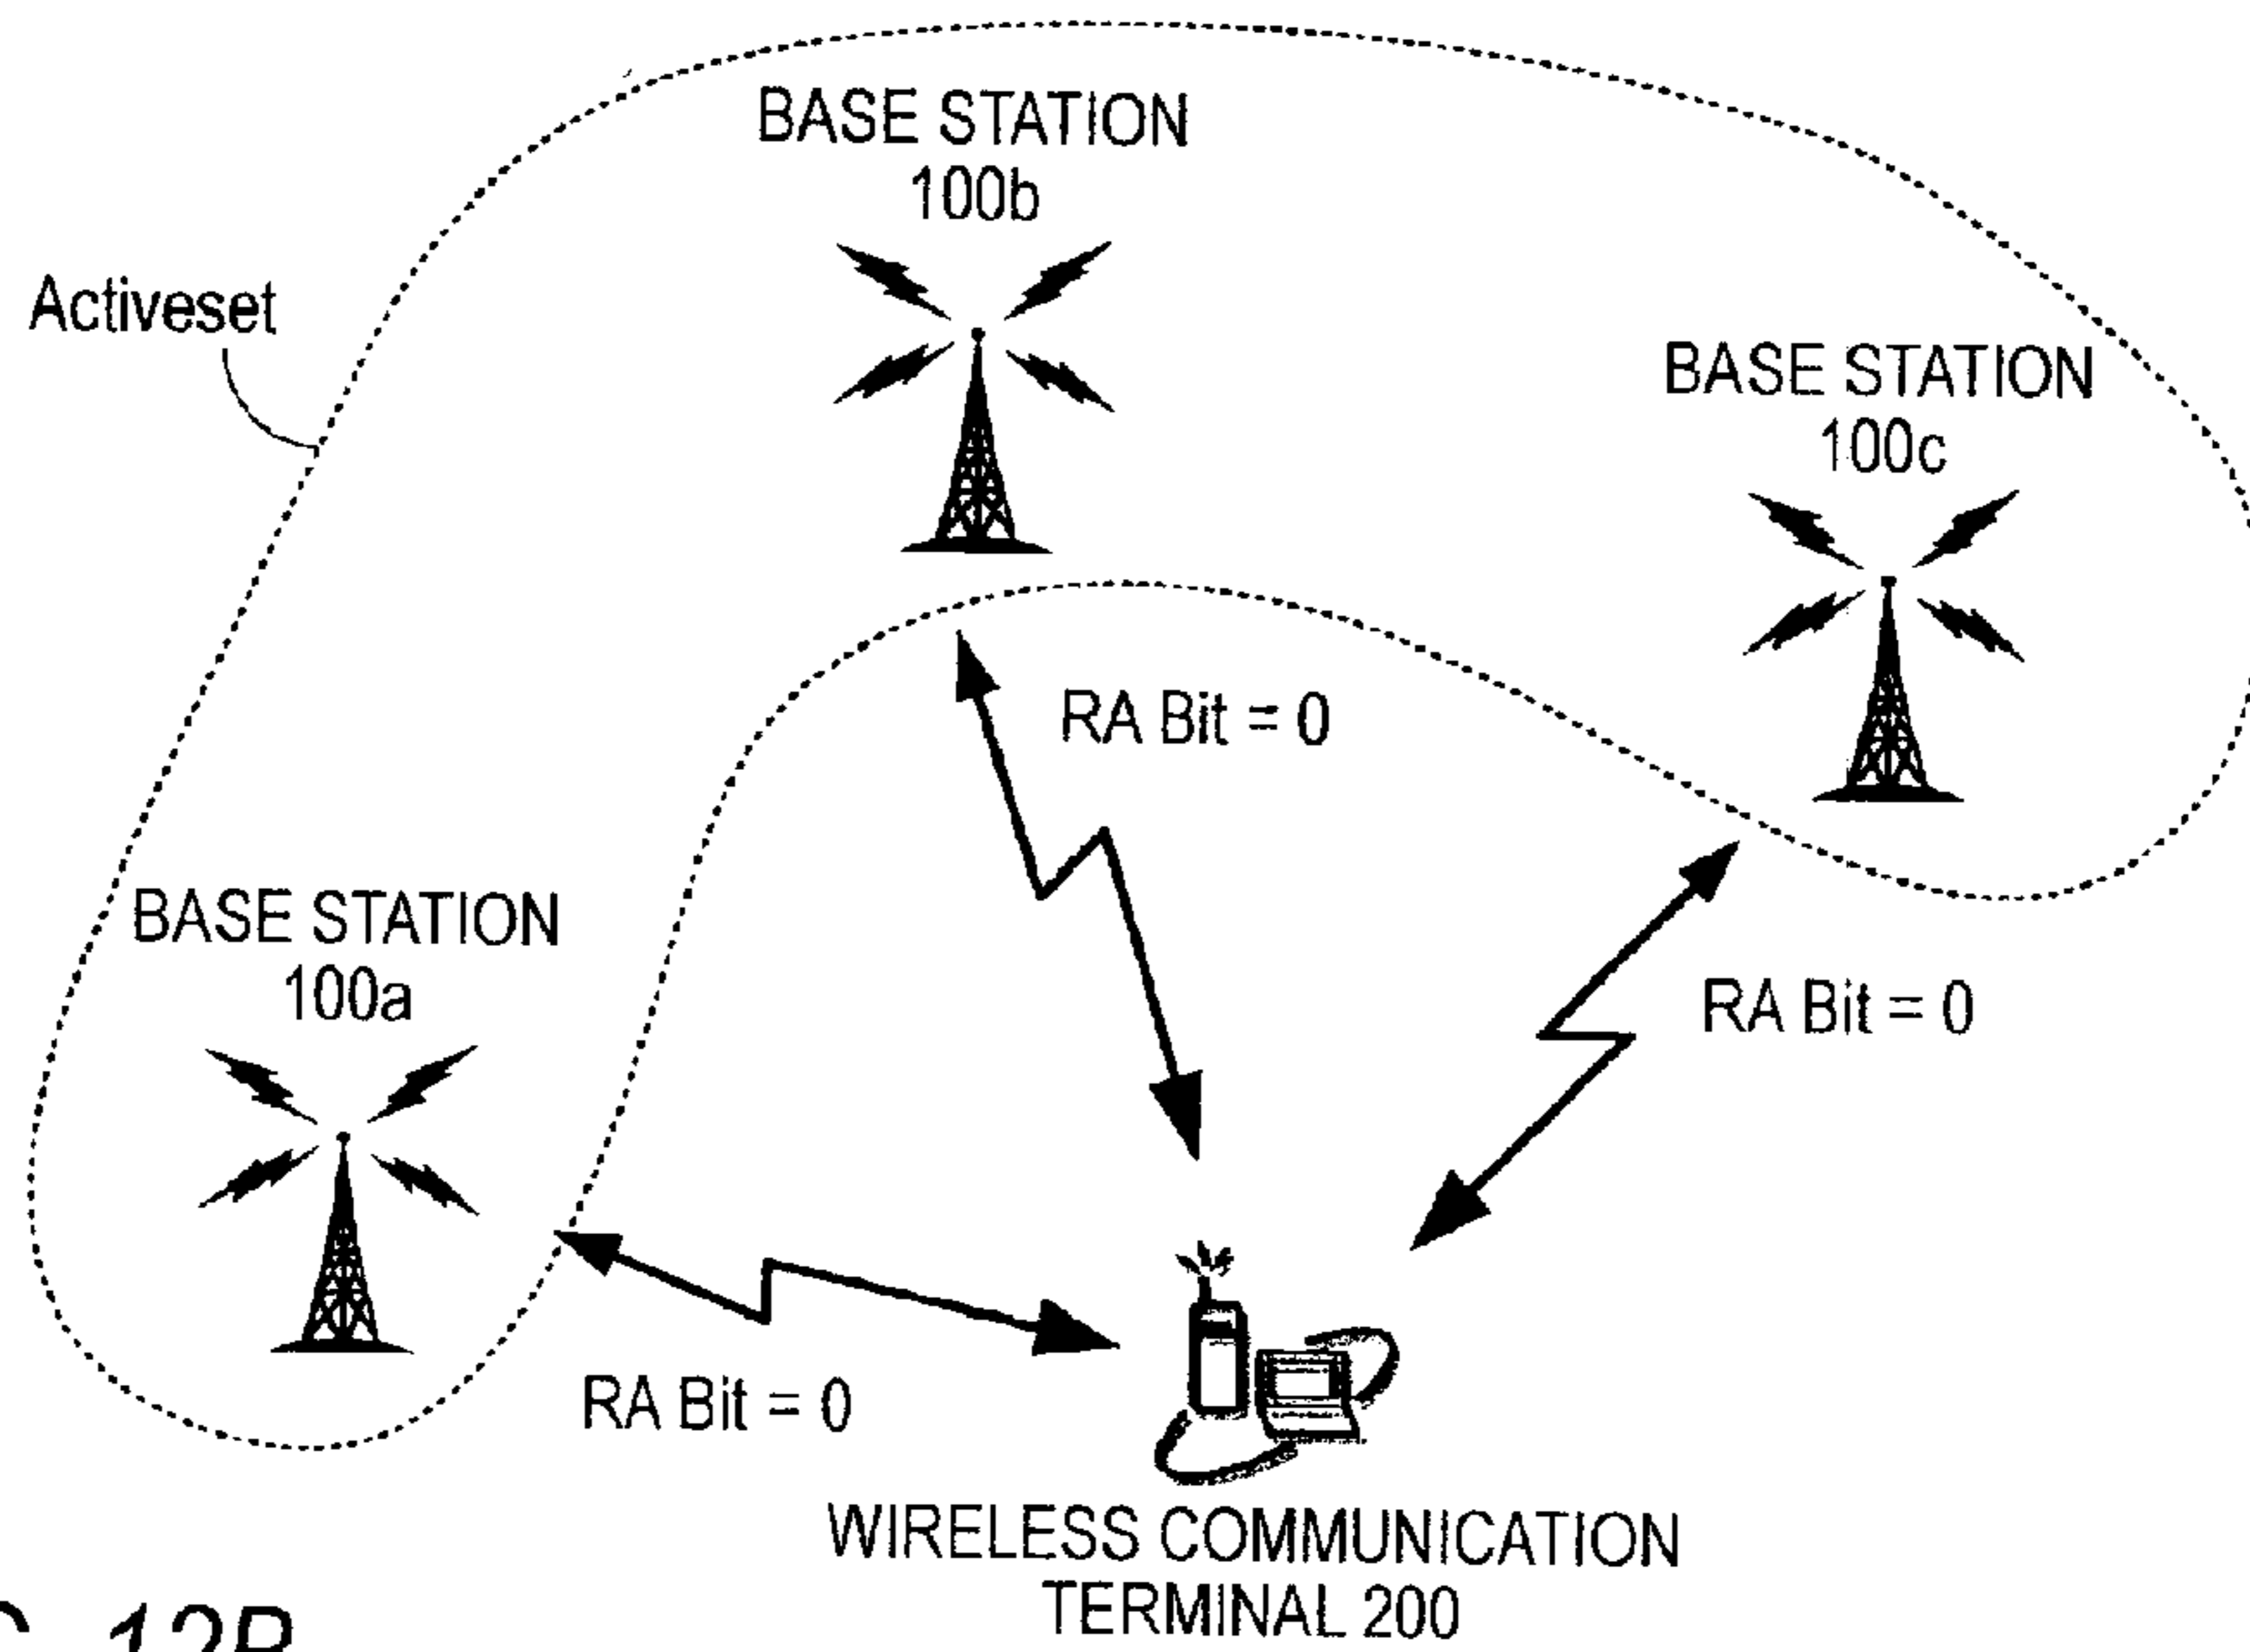 BASE STATION
100b
Activeset
BASE STATION
100c
RA Bit = 0
BASE STATION
100a
RA Bit = 0
RA Bit = 0
WIRELESS COMMUNICATION
TERMINAL 200
12B